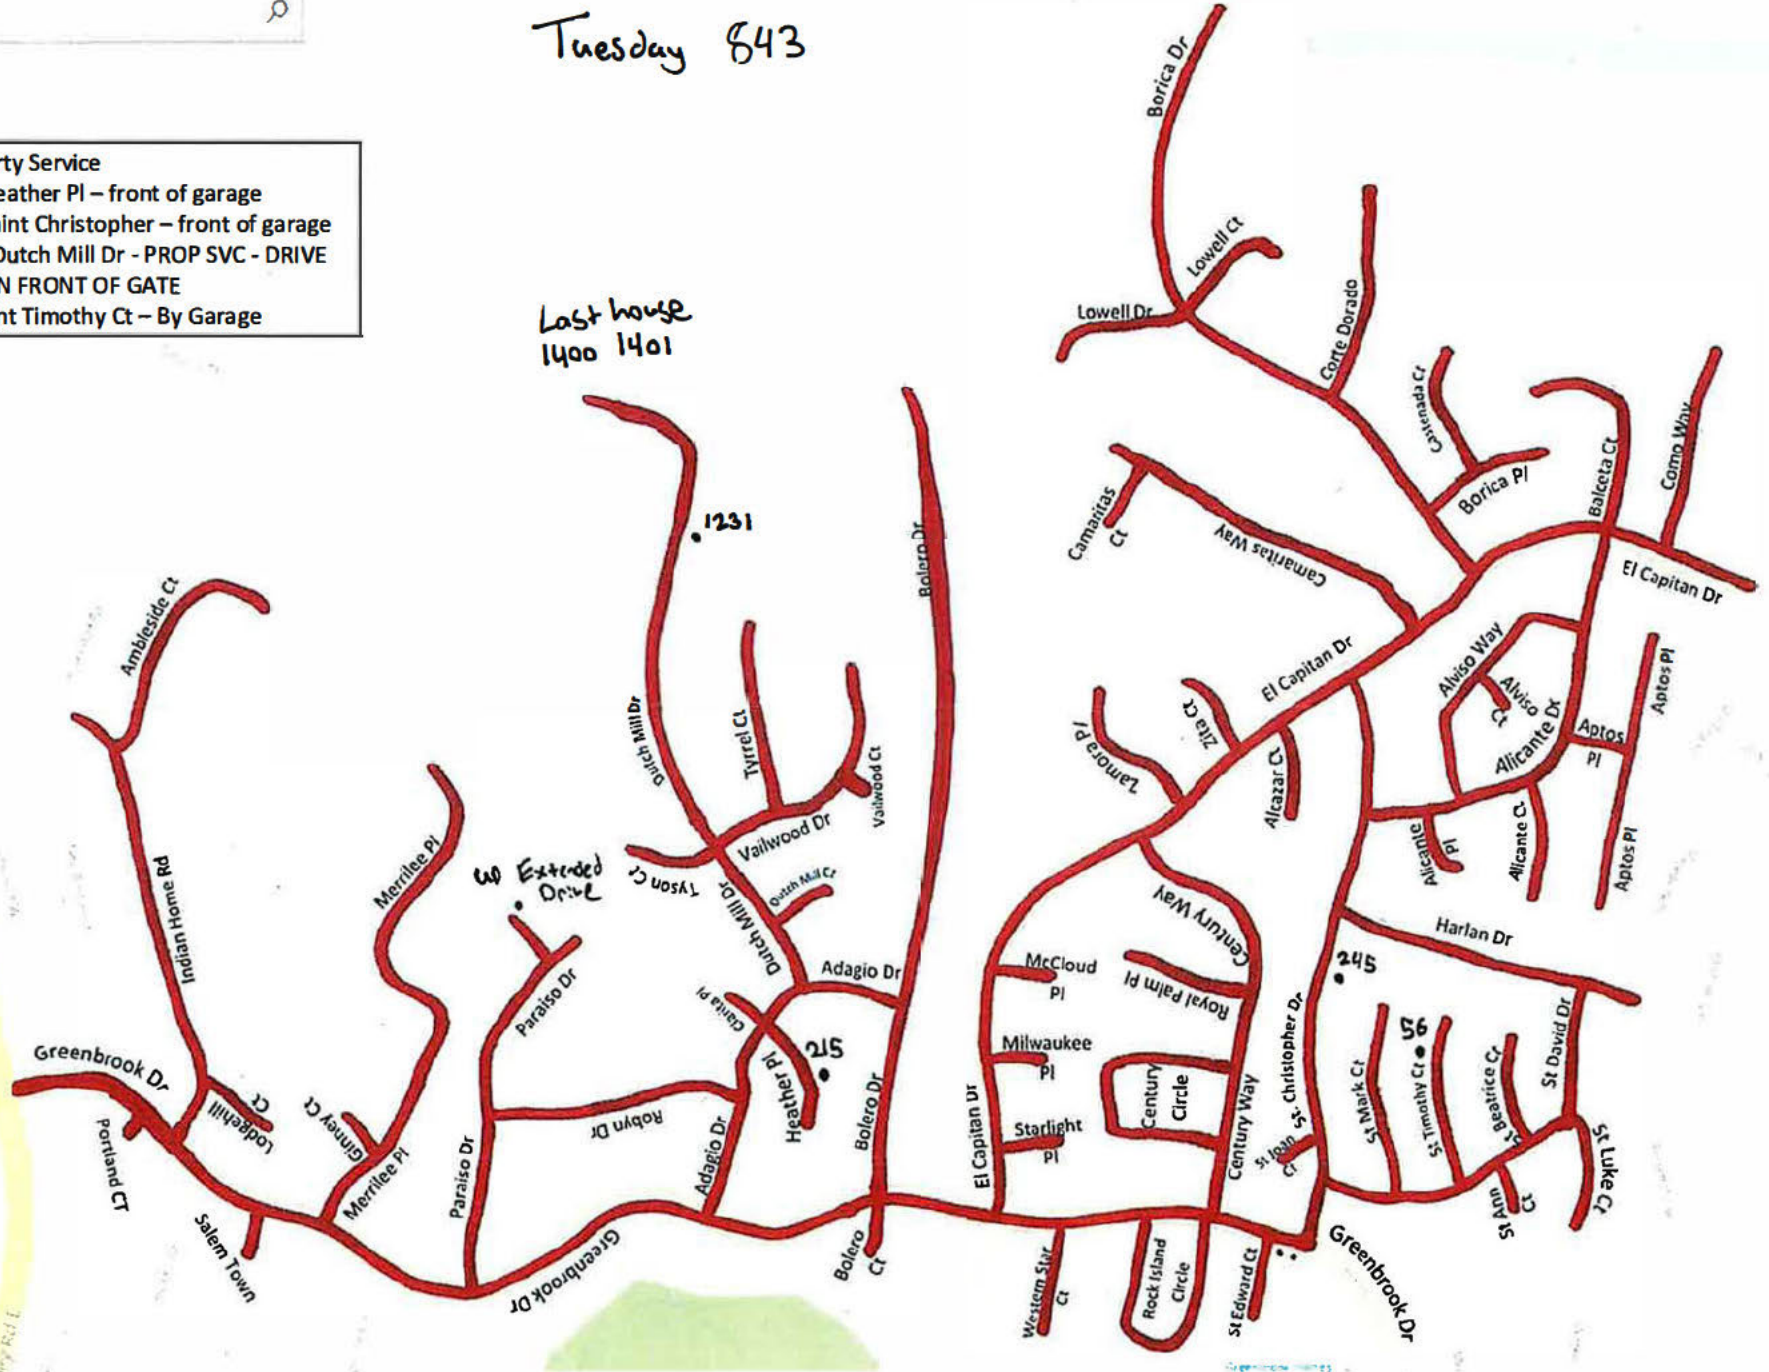 Tuesday 843
rty Service
eather Pl – front of garage
int Christopher – front of garage
Dutch Mill Dr - PROP SVC - DRIVE
N FRONT OF GATE
nt Timothy Ct – By Garage
Last house
1400 1401
Borica Dr
Lowell Ct
Lowell Dr
Corte Dorado
Castenada Ct
Borica Pl
Balceta Ct
Como Way
El Capitan Dr
Camaritas
Ct
Camaritas Way
1231
Bolero Dr
Ambleside Ct
El Capitan Dr
Alviso Way
Alviso
Ct
Aptos Pl
Aptos
Pl
Alicante Dr
Zita Ct
Zamora Pl
Alcazar Ct
Alicante
Pl
Alicante Ct
Aptos Pl
Dutch Mill Dr
Tyrrel Ct
Vailwood Ct
Vailwood Dr
Tyson Ct
Dutch Mill Ct
Dutch Mill Dr
Merrilee Pl
Extended
Drive
Indian Home Rd
Paraiso Dr
Adagio Dr
Clarita Pl
Century Way
McCloud
Pl
Royal Palm Pl
Harlan Dr
245
St. Christopher Dr
St David Dr
Greenbrook Dr
Lodgehill
Ct
Portland CT
Ginney Ct
Merrilee Pl
Robyn Dr
215
Heather Pl
Milwaukee
Pl
Century
Circle
56
St Mark Ct
St Timothy Ct
St Beatrice Ct
St Luke Ct
Salem Town
Paraiso Dr
Adagio Dr
Bolero Dr
El Capitan Dr
Starlight
Pl
Century Way
St Joan
Ct
St Ann
Ct
Greenbrook Dr
Bolero
Ct
Western Star
Ct
Rock Island
Circle
St Edward Ct
Greenbrook Dr